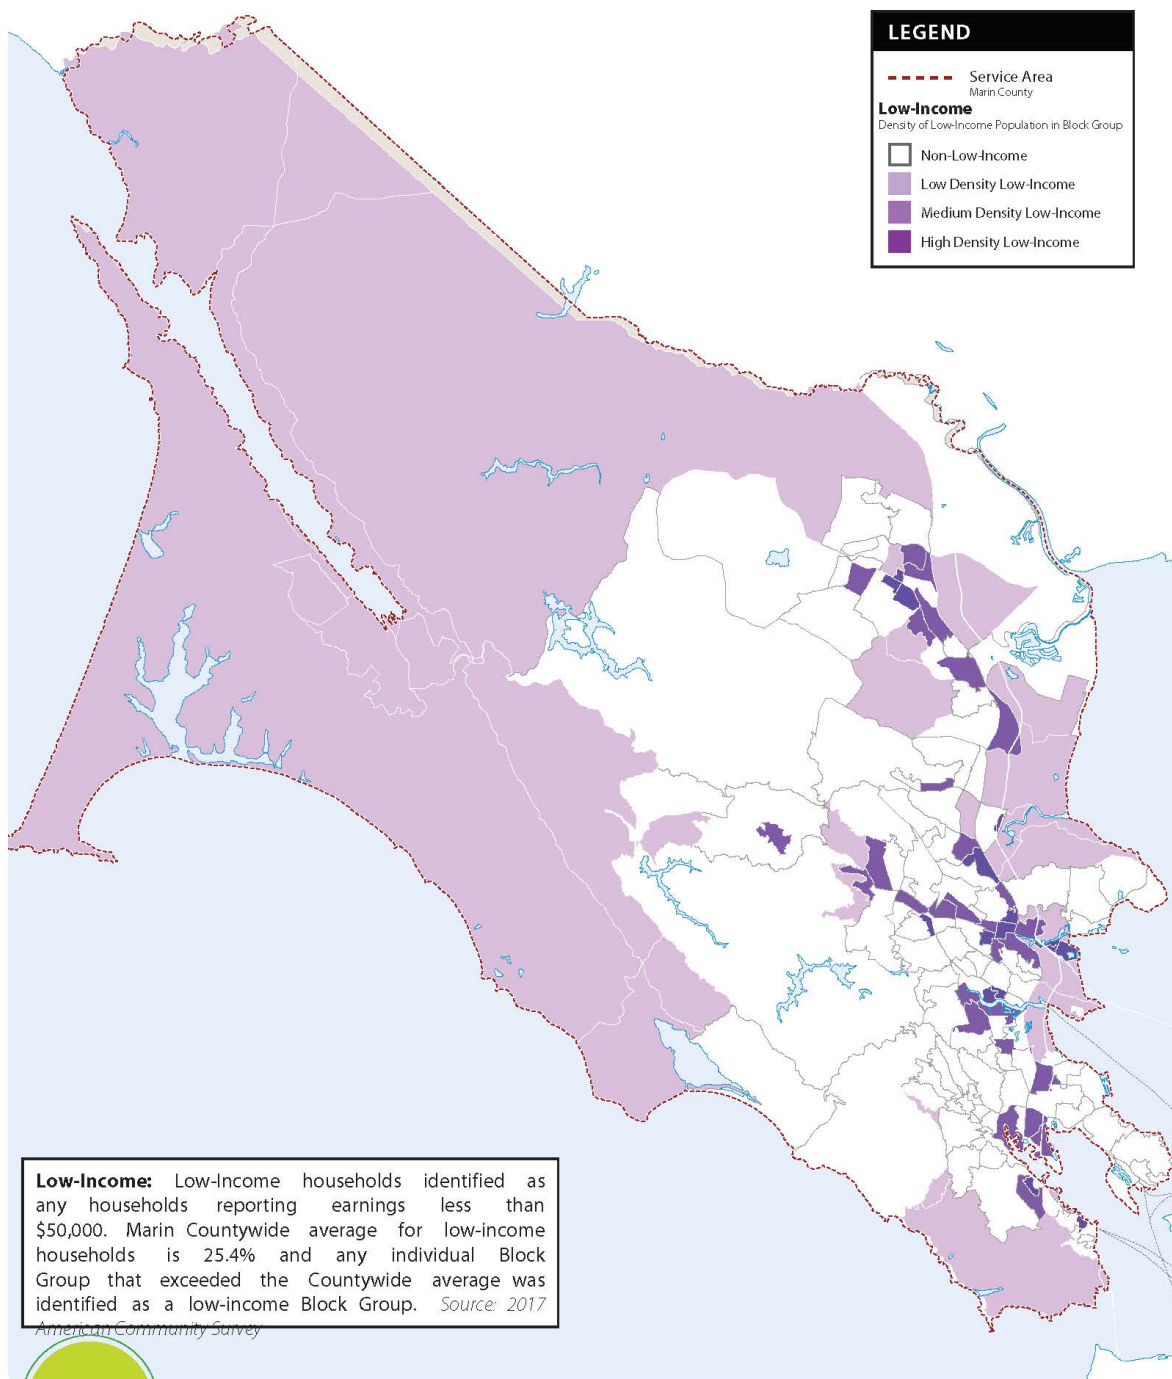 LEGEND
Service Area
Marin County
Low-Income
Density of Low-Income Population in Block Group
Non-Low-Income
Low Density Low-Income
Medium Density Low-Income
High Density Low-Income
Low-Income: Low-Income households identified as
any households reporting earnings less than
$50,000. Marin Countywide average for low-income
households is 25.4% and any individual Block
Group that exceeded the Countywide average was
identified as a low-income Block Group. Source: 2017
American Community Survey